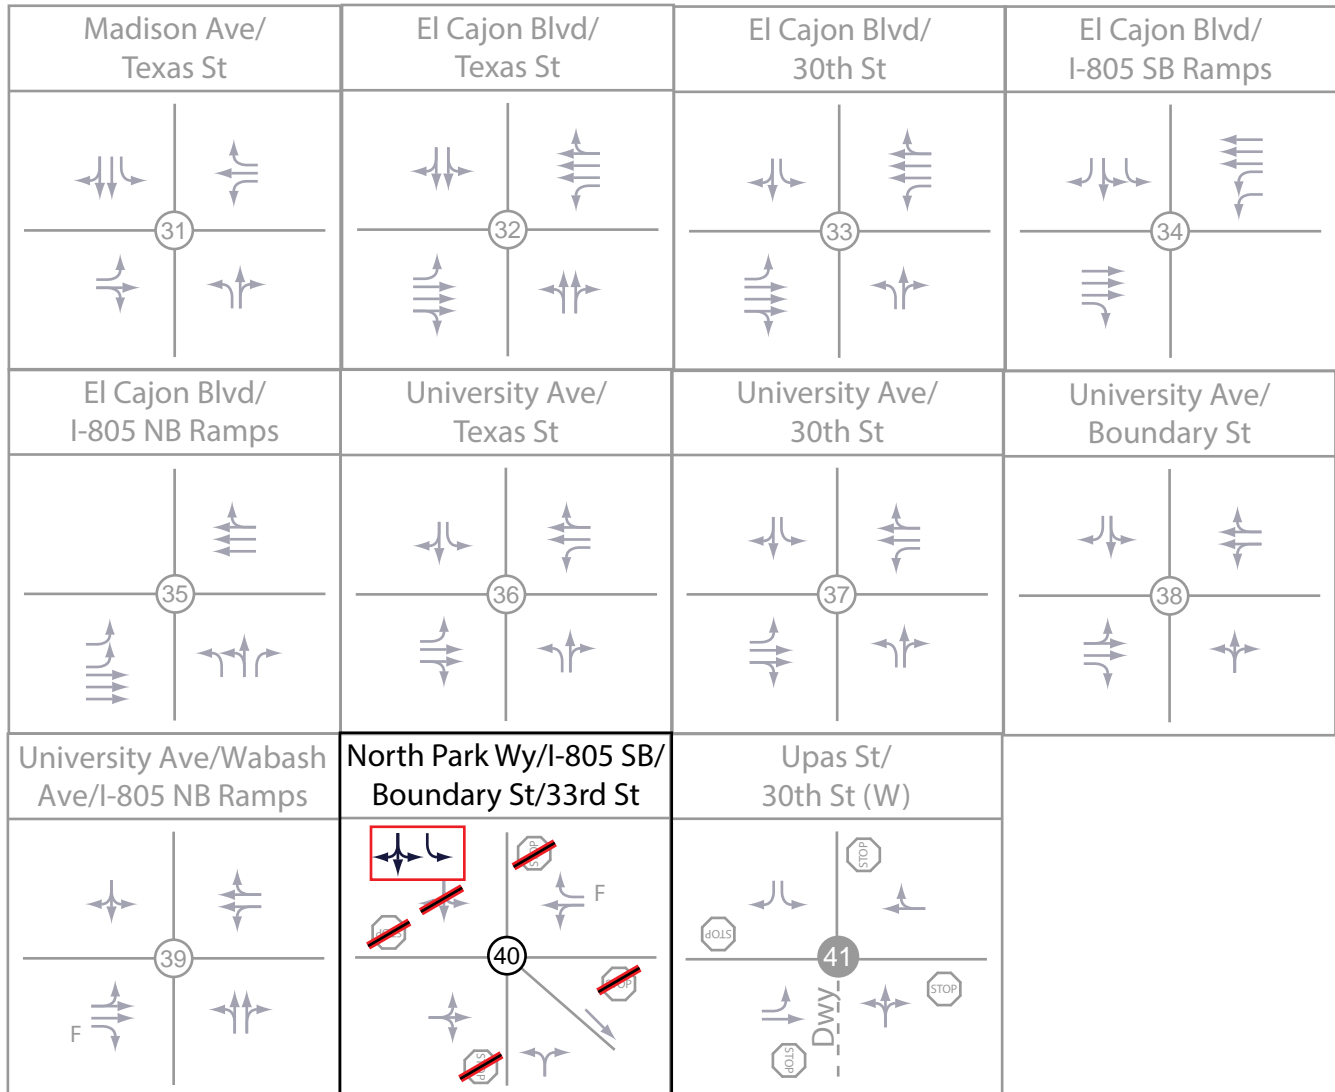 Madison Ave/
Texas St
El Cajon Blvd/
Texas St
El Cajon Blvd/
30th St
El Cajon Blvd/
I-805 SB Ramps
31
32
33
34
El Cajon Blvd/
I-805 NB Ramps
University Ave/
Texas St
University Ave/
30th St
University Ave/
Boundary St
35
36
37
38
University Ave/Wabash
Ave/I-805 NB Ramps
North Park Wy/I-805 SB/
Boundary St/33rd St
Upas St/
30th St (W)
39
F
STOP
F
STOP
40
STOP
STOP
STOP
STOP
41
STOP
Dwy
STOP